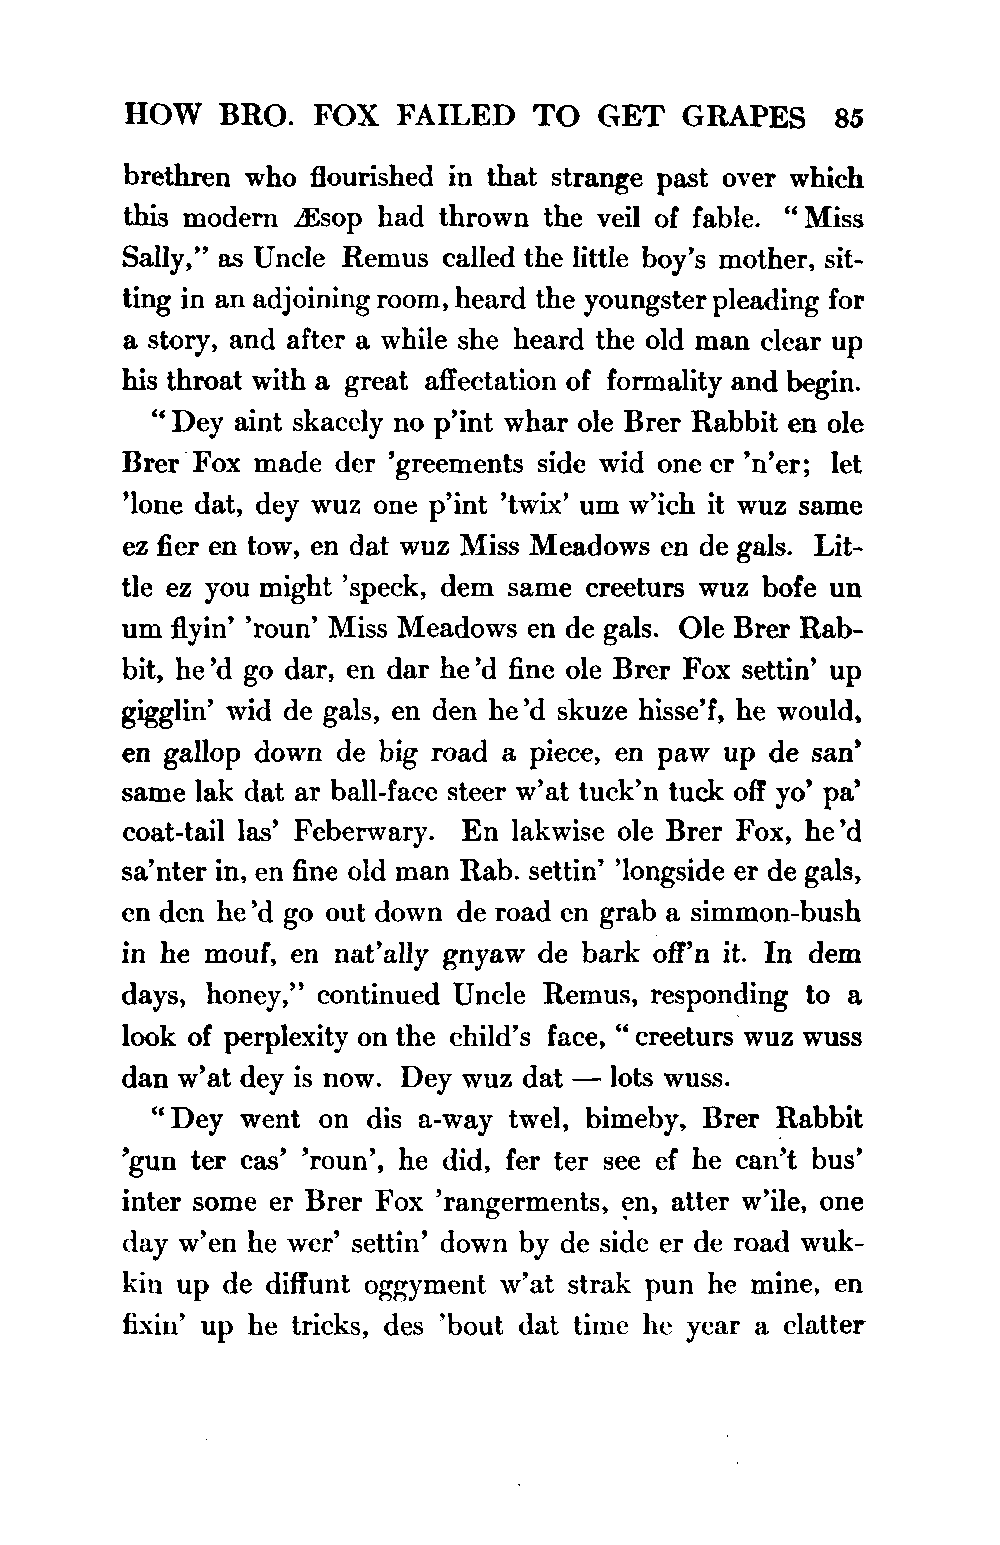 HOW BRO. FOX FAILED TO GET GRAPES 85
brethren who flourished in that strange past over which
this modern Æsop had thrown the veil of fable. “Miss
Sally,” as Uncle Remus called the little boy’s mother, sit-
ting in an adjoining room, heard the youngster pleading for
a story, and after a while she heard the old man clear up
his throat with a great affectation of formality and begin.
“Dey aint skacely no p’int whar ole Brer Rabbit en ole
Brer Fox made der ’greements side wid one er ’n’er; let
’lone dat, dey wuz one p’int ’twix’ um w’ich it wuz same
ez fier en tow, en dat wuz Miss Meadows en de gals. Lit-
tle ez you might ’speck, dem same creeturs wuz bofe un
um flyin’ ’roun’ Miss Meadows en de gals. Ole Brer Rab-
bit, he ’d go dar, en dar he ’d fine ole Brer Fox settin’ up
gigglin’ wid de gals, en den he ’d skuze hisse’f, he would,
en gallop down de big road a piece, en paw up de san’
same lak dat ar ball-face steer w’at tuck’n tuck off yo’ pa’
coat-tail las’ Feberwary. En lakwise ole Brer Fox, he ’d
sa’nter in, en fine old man Rab. settin’ ’longside er de gals,
en den he ’d go out down de road en grab a simmon-bush
in he mouf, en nat’ally gnyaw de bark off’n it. In dem
days, honey,” continued Uncle Remus, responding to a
look of perplexity on the child’s face, “creeturs wuz wuss
dan w’at dey is now. Dey wuz dat — lots wuss.
“Dey went on dis a-way twel, bimeby, Brer Rabbit
’gun ter cas’ ’roun’, he did, fer ter see ef he can’t bus’
inter some er Brer Fox ’rangerments, en, atter w’ile, one
day w’en he wer’ settin’ down by de side er de road wuk-
kin up de diffunt oggyment w’at strak pun he mine, en
fixin’ up he tricks, des ’bout dat time he year a clatter